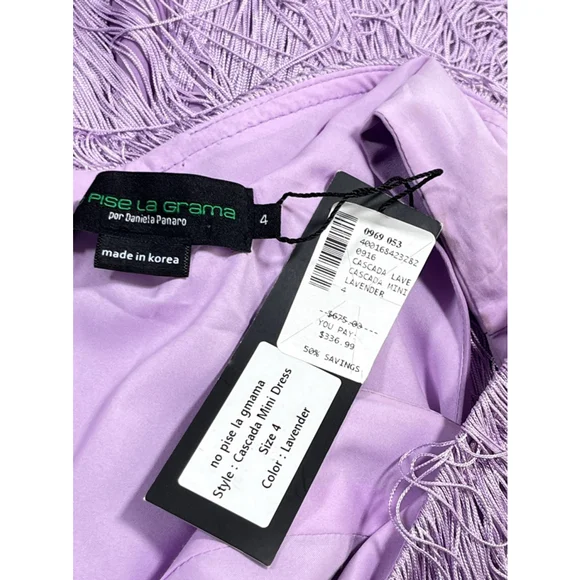 PISE LA GRAMA
por Daniela Panaro
4
made in korea
0969 053
400168423282
0916
CASCADA LAVE
CASCADA MINI
LAVENDER
4
--$675.00---
YOU PAY:
$336.99
50% SAVINGS
no pise la gmama
Style : Cascada Mini Dress
Size 4
Color : Lavender